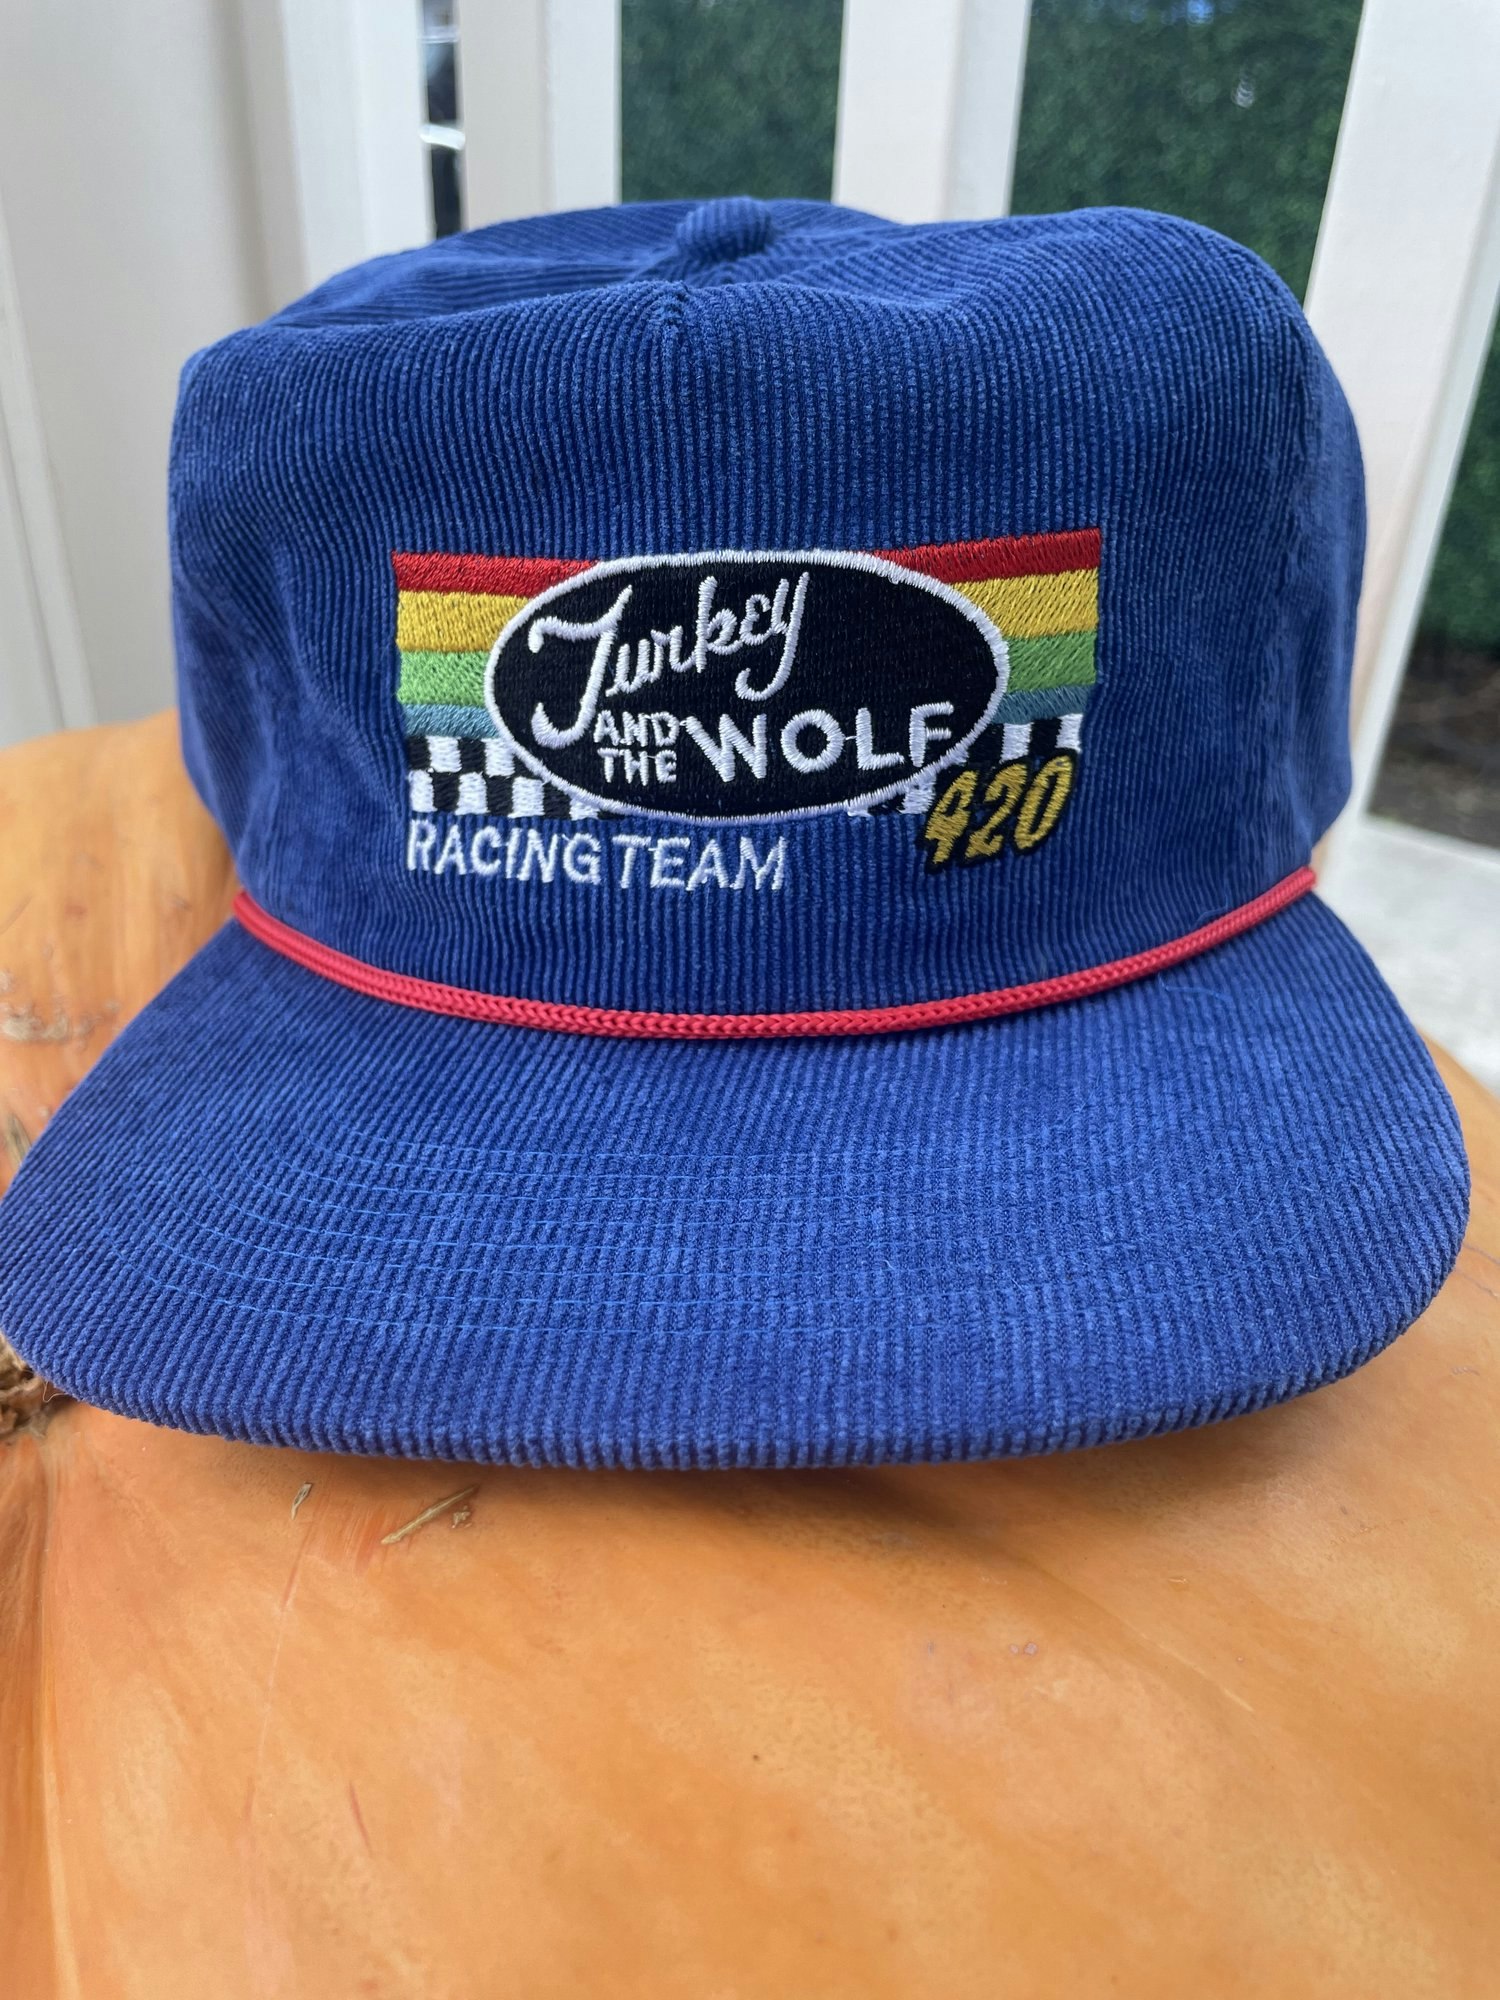 Turkey
AND THE WOLF
420
RACING TEAM